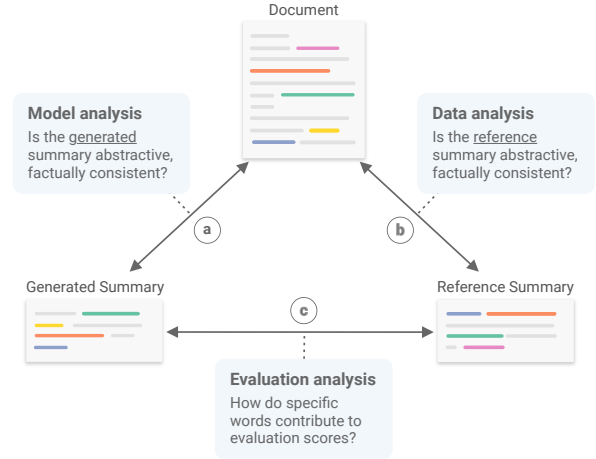 Document
Model analysis
Is the generated
summary abstractive,
factually consistent?
Data analysis
Is the reference
summary abstractive,
factually consistent?
a
b
Generated Summary
Reference Summary
c
Evaluation analysis
How do specific
words contribute to
evaluation scores?